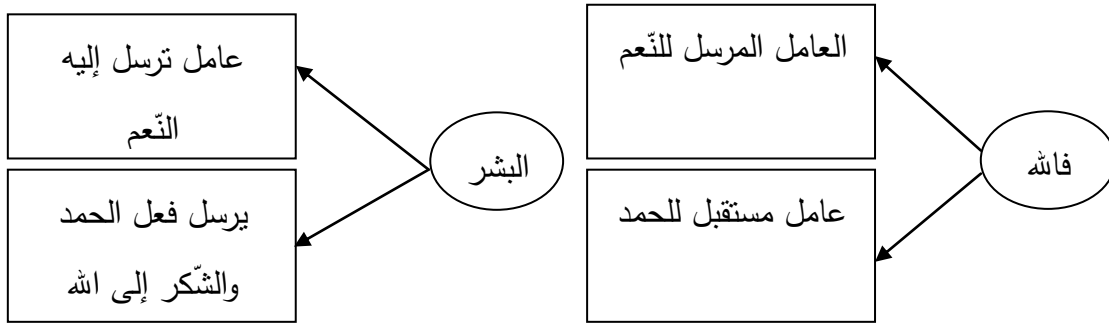 فالله
العامل المرسل للنّعم
عامل مستقبل للحمد
البشر
عامل ترسل إليه
النّعم
يرسل فعل الحمد
والشّكر إلى الله